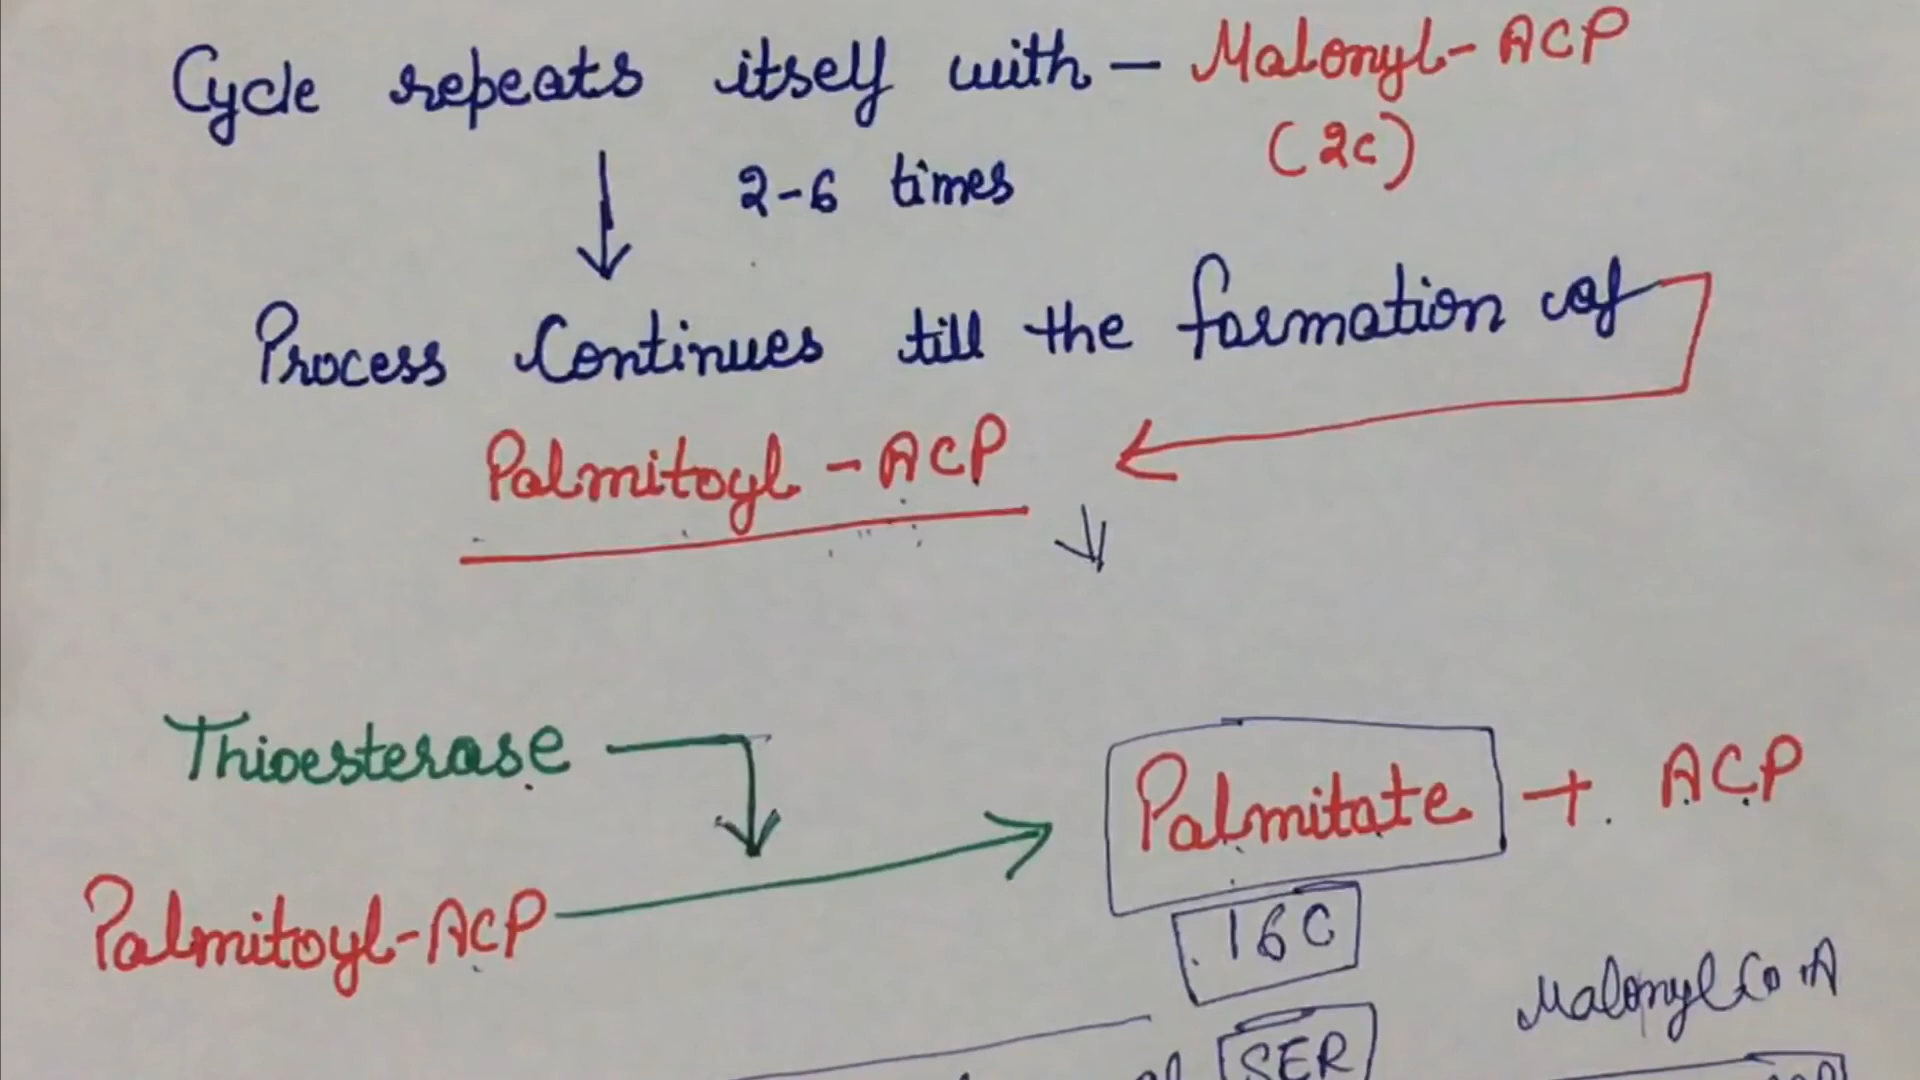 Cycle repeats itself with - Malonyl-ACP
(2c)
2-6 times
Process Continues till the formation of
Palmitoyl-ACP
Thioesterase
Palmitate + ACP
Palmitoyl-ACP
16C
Malonyl CoA
SER